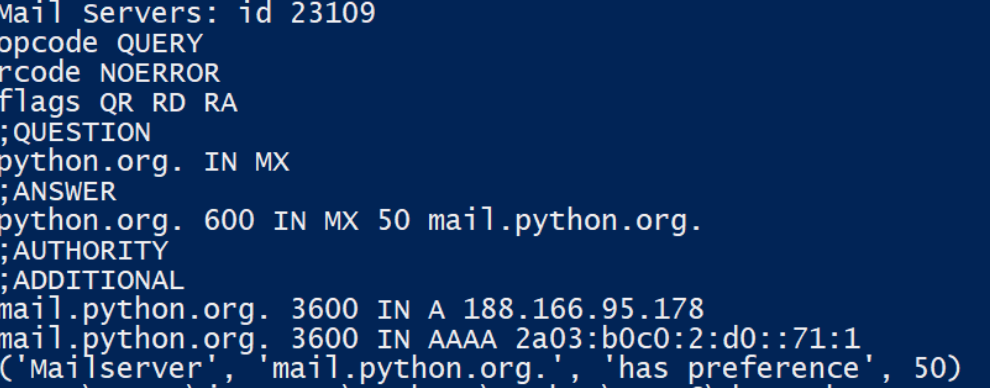 Mail Servers: id 23109
opcode QUERY
rcode NOERROR
flags QR RD RA
;QUESTION
python.org. IN MX
;ANSWER
python.org. 600 IN MX 50 mail.python.org.
;AUTHORITY
;ADDITIONAL
mail.python.org. 3600 IN A 188.166.95.178
mail.python.org. 3600 IN AAAA 2a03:b0c0:2:d0::71:1
('Mailserver', 'mail.python.org.', 'has preference', 50)